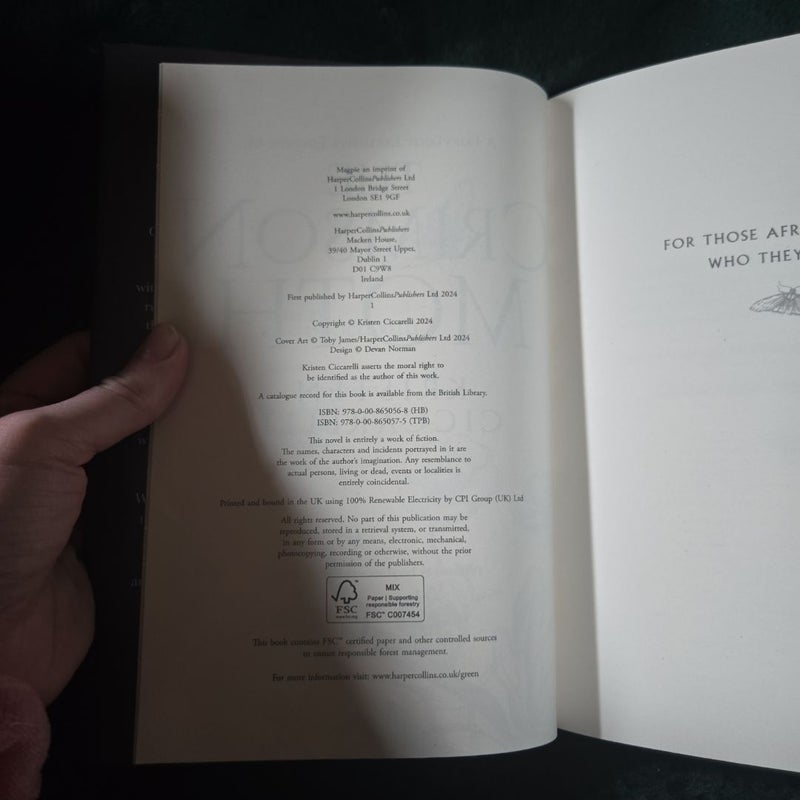 Magpie an imprint of
HarperCollinsPublishers Ltd
1 London Bridge Street
London SE1 9GF
www.harpercollins.co.uk
HarperCollinsPublishers
Macken House,
39/40 Mayor Street Upper,
Dublin 1
D01 C9W8
Ireland
First published by HarperCollinsPublishers Ltd 2024
1
Copyright © Kristen Ciccarelli 2024
Cover Art © Toby James/HarperCollinsPublishers Ltd 2024
Design © Devan Norman
Kristen Ciccarelli asserts the moral right to
be identified as the author of this work.
A catalogue record for this book is available from the British Library.
ISBN: 978-0-00-865056-8 (HB)
ISBN: 978-0-00-865057-5 (TPB)
This novel is entirely a work of fiction.
The names, characters and incidents portrayed in it are
the work of the author's imagination. Any resemblance to
actual persons, living or dead, events or localities is
entirely coincidental.
Printed and bound in the UK using 100% Renewable Electricity by CPI Group (UK) Ltd
All rights reserved. No part of this publication may be
reproduced, stored in a retrieval system, or transmitted,
in any form or by any means, electronic, mechanical,
photocopying, recording or otherwise, without the prior
permission of the publishers.
FSC
www.fsc.org
MIX
Paper | Supporting
responsible forestry
FSC™ C007454
This book contains FSC™ certified paper and other controlled sources
to ensure responsible forest management.
For more information visit: www.harpercollins.co.uk/green
FOR THOSE AFR
WHO THEY